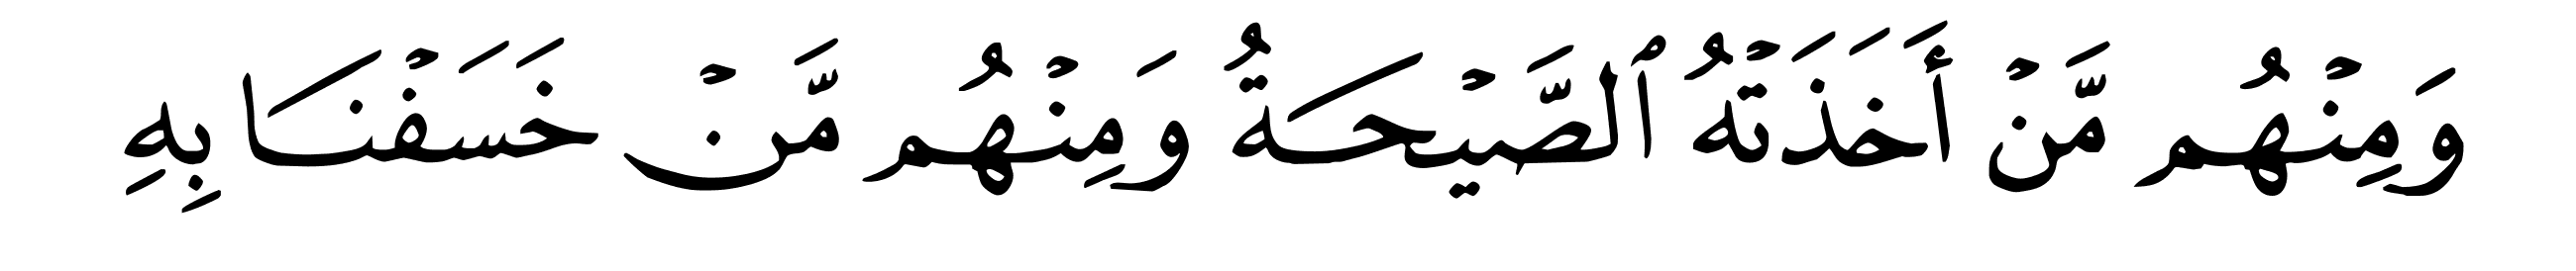 وَمِنْهُم مَّنْ أَخَذَتْهُ ٱلصَّيْحَةُ وَمِنْهُم مَّنْ خَسَفْنَا بِهِ